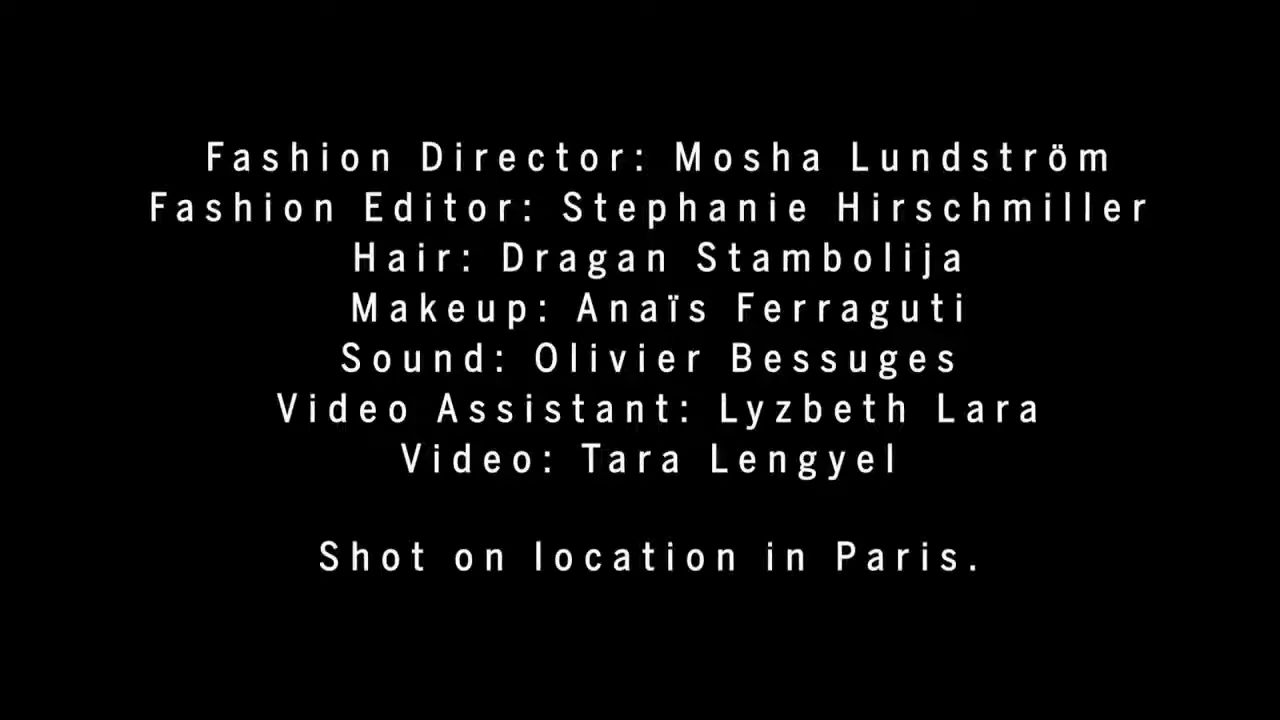 Fashion Director: Mosha Lundström
Fashion Editor: Stephanie Hirschmiller
Hair: Dragan Stambolija
Makeup: Anaïs Ferraguti
Sound: Olivier Bessuges
Video Assistant: Lyzbeth Lara
Video: Tara Lengyel
Shot on location in Paris.